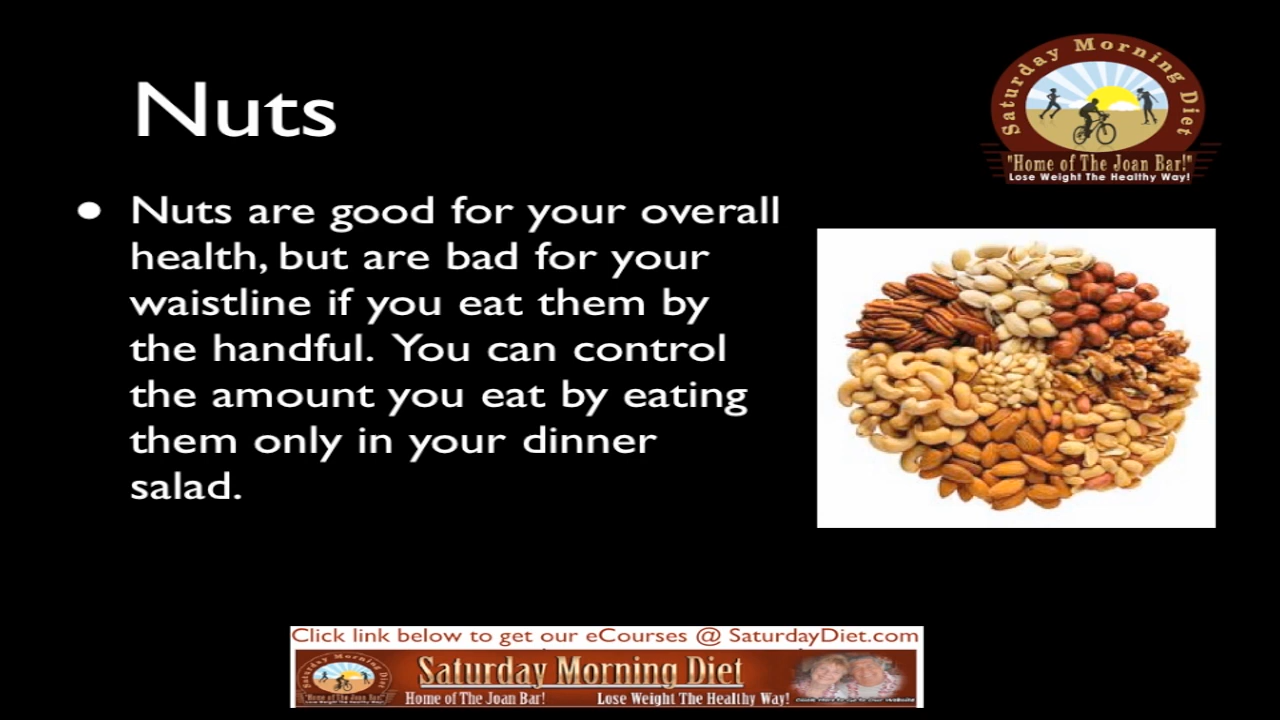 Nuts
Saturday Morning Diet
"Home of The Joan Bar!"
Lose Weight The Healthy Way!
• Nuts are good for your overall
health, but are bad for your
waistline if you eat them by
the handful. You can control
the amount you eat by eating
them only in your dinner
salad.
Click link below to get our eCourses @ SaturdayDiet.com
Saturday Morning Diet
Home of The Joan Bar! Lose Weight The Healthy Way!